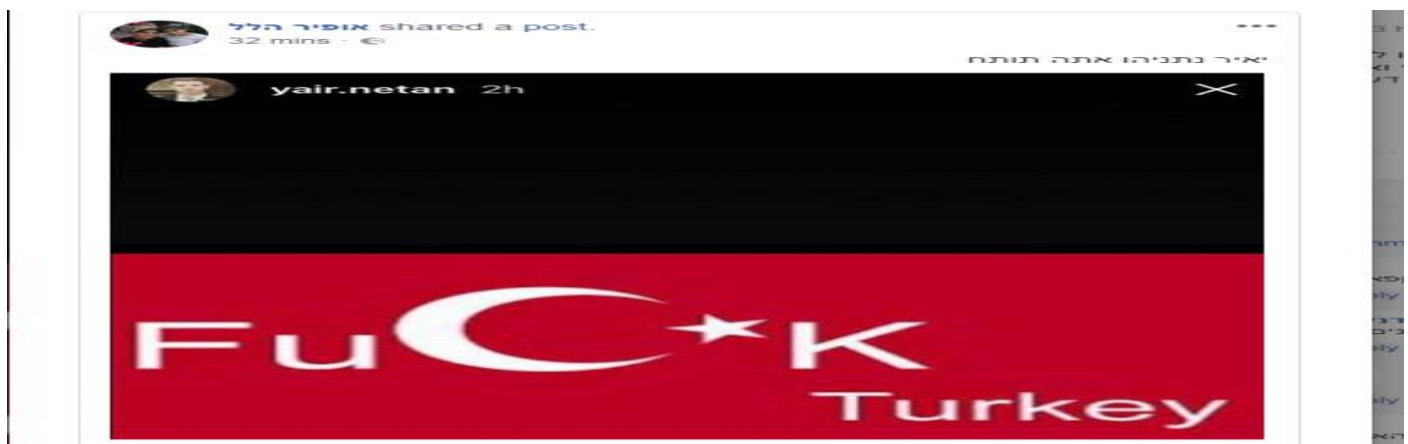 אופיר הלל shared a post.
32 mins
יאיר נתניהו אתה תותח
yair.netan 2h
FuC*K
Turkey